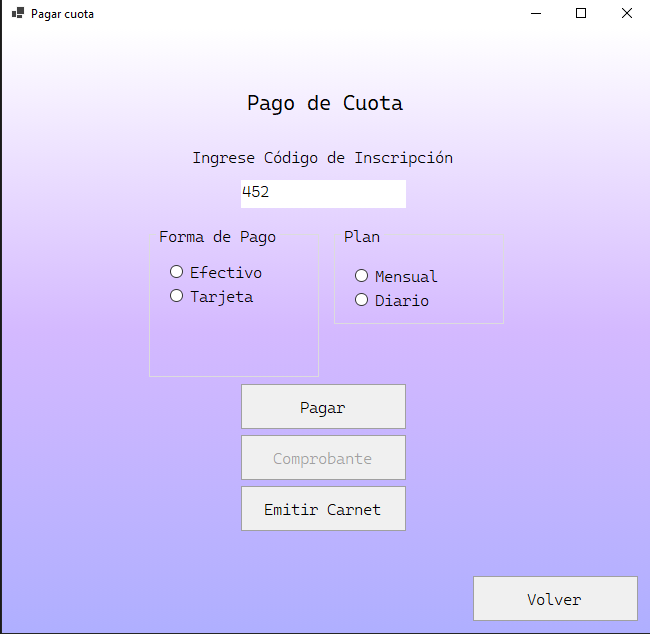 Pagar cuota
Pago de Cuota
Ingrese Código de Inscripción
452
Forma de Pago
Efectivo
Tarjeta
Plan
Mensual
Diario
Pagar
Comprobante
Emitir Carnet
Volver